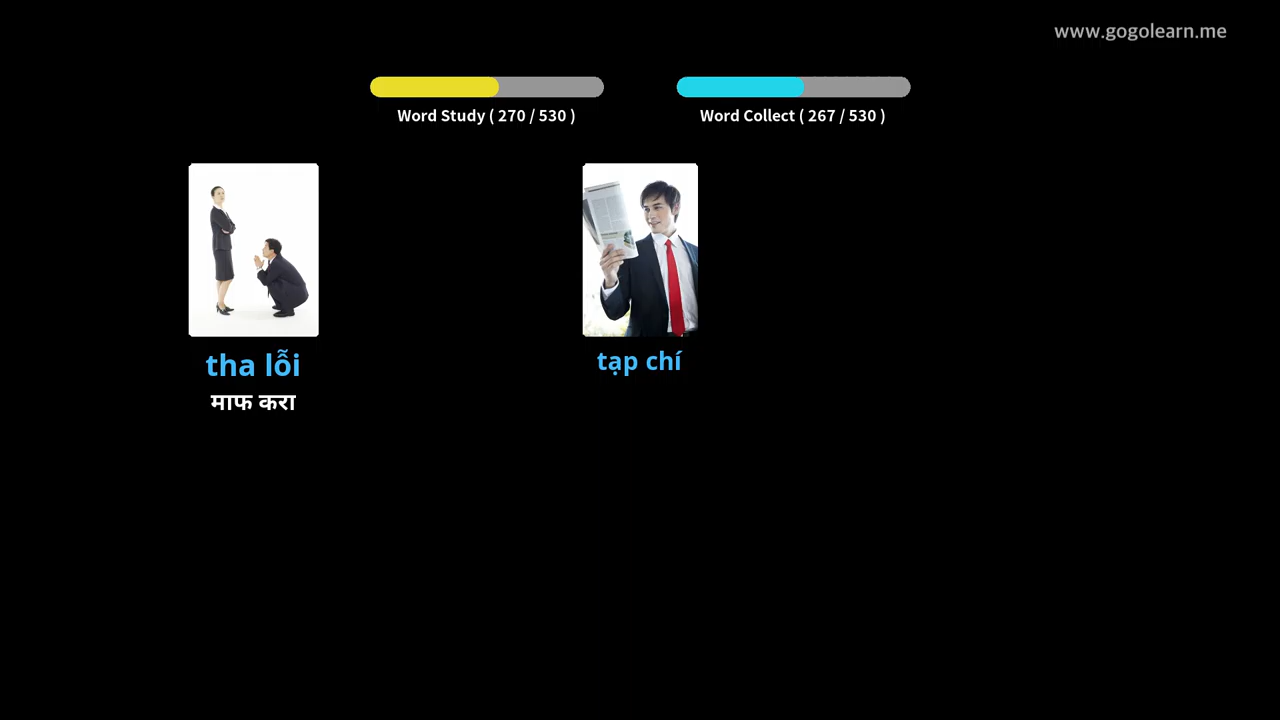 www.gogolearn.me
Word Study ( 270 / 530 )
Word Collect ( 267 / 530 )
tha lỗi
माफ करा
tạp chí